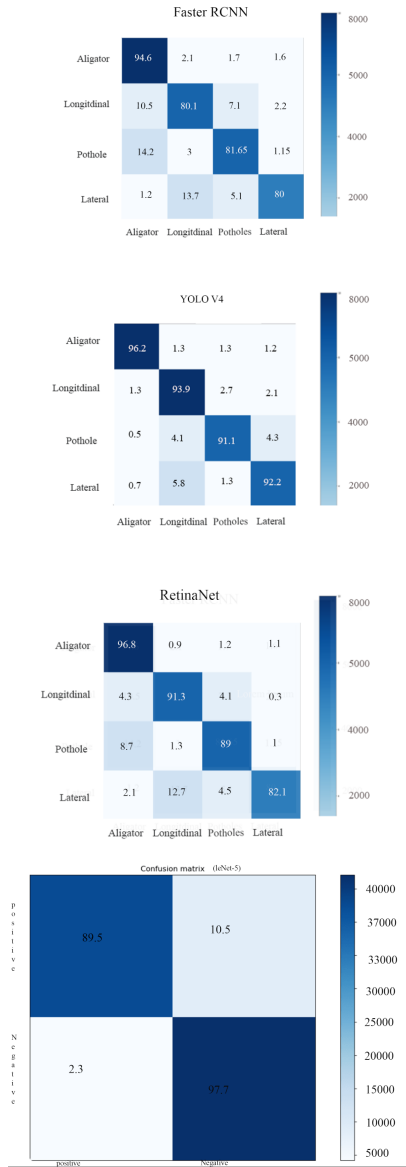 Faster RCNN
8000
Aligator 94.6 2.1 1.7 1.6
5000
Longitdinal 10.5 80.1 7.1 2.2
4000
Pothole 14.2 3 81.65 1.15
Lateral 1.2 13.7 5.1 80
2000
Aligator Longitdinal Potholes Lateral
YOLO V4
8000
Aligator 96.2 1.3 1.3 1.2
5000
Longitdinal 1.3 93.9 2.7 2.1
4000
Pothole 0.5 4.1 91.1 4.3
Lateral 0.7 5.8 1.3 92.2
2000
Aligator Longitdinal Potholes Lateral
RetinaNet
8000
Aligator 96.8 0.9 1.2 1.1
5000
Longitdinal 4.3 91.3 4.1 0.3
4000
Pothole 8.7 1.3 89 1
Lateral 2.1 12.7 4.5 82.1
2000
Aligator Longitdinal Potholes Lateral
Confusion matrix (leNet-5)
40000
positive 89.5 10.5
37000
33000
30000
25000
20000
Negative 2.3 97.7
15000
10000
5000
positive Negative